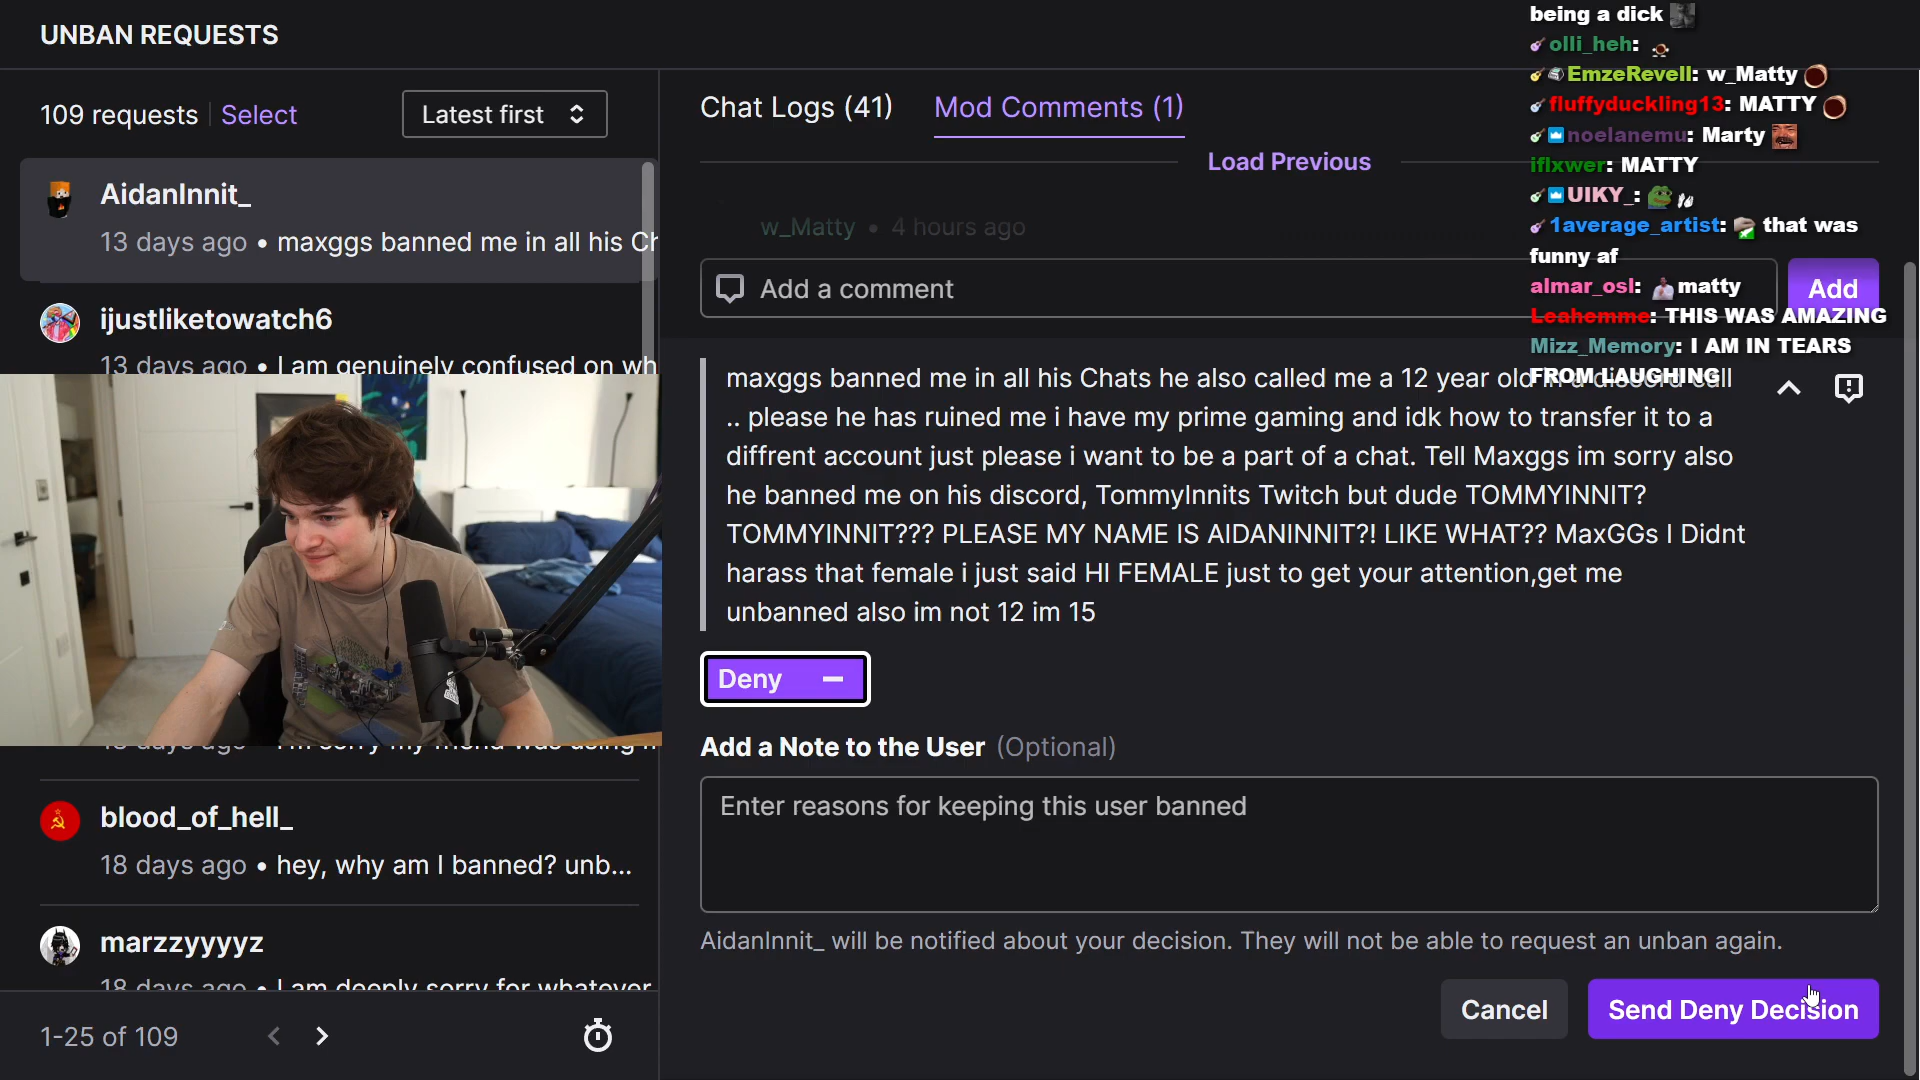 UNBAN REQUESTS
109 requests
Select
Latest first
AidanInnit_
13 days ago • maxggs banned me in all his Ch
ijustliketowatch6
13 days ago • I am genuinely confused on wh
blood_of_hell_
18 days ago • hey, why am I banned? unb...
marzzyyyyz
18 days ago • I am deeply sorry for whatever
1-25 of 109
Chat Logs (41)
Mod Comments (1)
Load Previous
w_Matty • 4 hours ago
Add a comment
Add
maxggs banned me in all his Chats he also called me a 12 year old in a discord call
.. please he has ruined me i have my prime gaming and idk how to transfer it to a
diffrent account just please i want to be a part of a chat. Tell Maxggs im sorry also
he banned me on his discord, TommyInnits Twitch but dude TOMMYINNIT?
TOMMYINNIT??? PLEASE MY NAME IS AIDANINNIT?! LIKE WHAT?? MaxGGs I Didnt
harass that female i just said HI FEMALE just to get your attention,get me
unbanned also im not 12 im 15
Deny
Add a Note to the User (Optional)
Enter reasons for keeping this user banned
AidanInnit_ will be notified about your decision. They will not be able to request an unban again.
Cancel
Send Deny Decision
being a dick
olli_heh:
EmzeRevell: w_Matty
fluffyduckling13: MATTY
noelanemu: Marty
iflxwer: MATTY
UIKY_:
1average_artist: that was
funny af
almar_osl: matty
Leahemme: THIS WAS AMAZING
Mizz_Memory: I AM IN TEARS
FROM LAUGHING